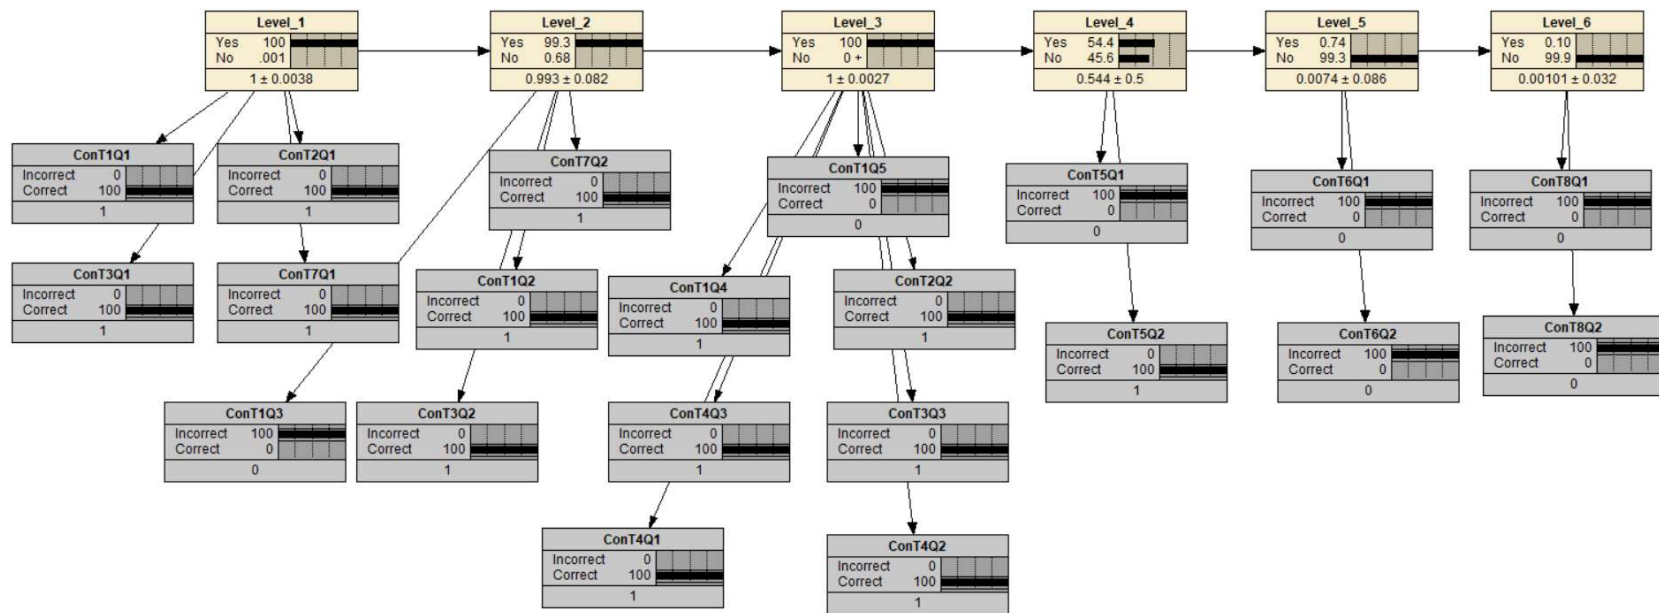 Level_1
Yes 100
No .001
1 ± 0.0038
Level_2
Yes 99.3
No 0.68
0.993 ± 0.082
Level_3
Yes 100
No 0 +
1 ± 0.0027
Level_4
Yes 54.4
No 45.6
0.544 ± 0.5
Level_5
Yes 0.74
No 99.3
0.0074 ± 0.086
Level_6
Yes 0.10
No 99.9
0.00101 ± 0.032
ConT1Q1
Incorrect 0
Correct 100
1
ConT2Q1
Incorrect 0
Correct 100
1
ConT7Q2
Incorrect 0
Correct 100
1
ConT1Q5
Incorrect 100
Correct 0
0
ConT5Q1
Incorrect 100
Correct 0
0
ConT6Q1
Incorrect 100
Correct 0
0
ConT8Q1
Incorrect 100
Correct 0
0
ConT3Q1
Incorrect 0
Correct 100
1
ConT7Q1
Incorrect 0
Correct 100
1
ConT1Q2
Incorrect 0
Correct 100
1
ConT1Q4
Incorrect 0
Correct 100
1
ConT2Q2
Incorrect 0
Correct 100
1
ConT5Q2
Incorrect 0
Correct 100
1
ConT6Q2
Incorrect 100
Correct 0
0
ConT8Q2
Incorrect 100
Correct 0
0
ConT1Q3
Incorrect 100
Correct 0
0
ConT3Q2
Incorrect 0
Correct 100
1
ConT4Q3
Incorrect 0
Correct 100
1
ConT3Q3
Incorrect 0
Correct 100
1
ConT4Q1
Incorrect 0
Correct 100
1
ConT4Q2
Incorrect 0
Correct 100
1